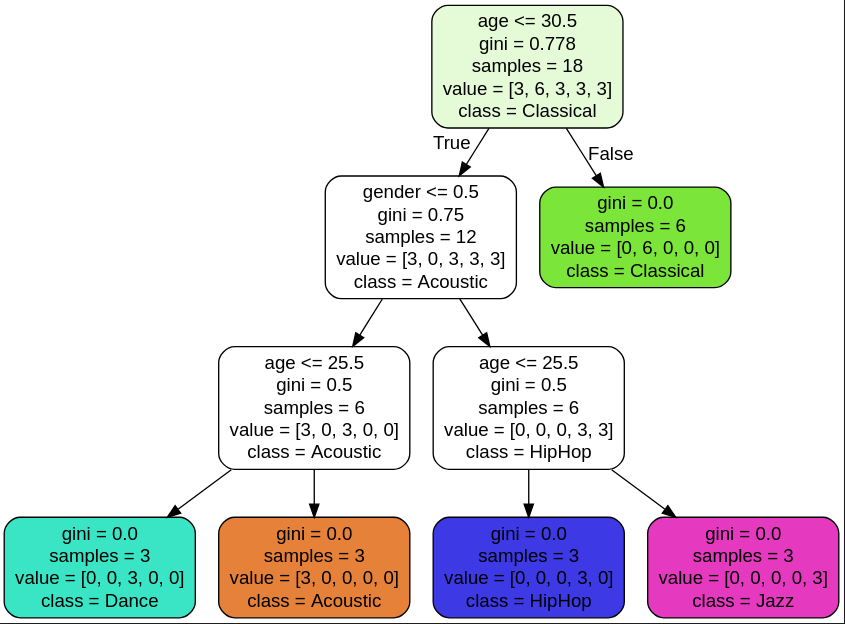 age <= 30.5
gini = 0.778
samples = 18
value = [3, 6, 3, 3, 3]
class = Classical
True
False
gender <= 0.5
gini = 0.75
samples = 12
value = [3, 0, 3, 3, 3]
class = Acoustic
gini = 0.0
samples = 6
value = [0, 6, 0, 0, 0]
class = Classical
age <= 25.5
gini = 0.5
samples = 6
value = [3, 0, 3, 0, 0]
class = Acoustic
age <= 25.5
gini = 0.5
samples = 6
value = [0, 0, 0, 3, 3]
class = HipHop
gini = 0.0
samples = 3
value = [0, 0, 3, 0, 0]
class = Dance
gini = 0.0
samples = 3
value = [3, 0, 0, 0, 0]
class = Acoustic
gini = 0.0
samples = 3
value = [0, 0, 0, 3, 0]
class = HipHop
gini = 0.0
samples = 3
value = [0, 0, 0, 0, 3]
class = Jazz